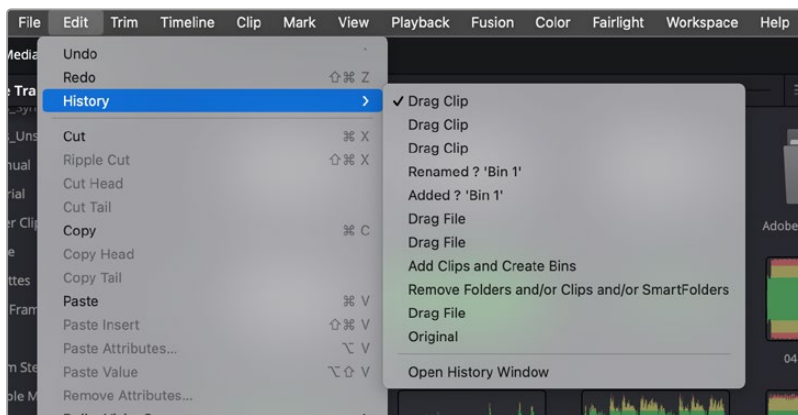 File Edit Trim Timeline Clip Mark View Playback Fusion Color Fairlight Workspace Help
Media
Undo
Redo ⇧⌘ Z
History
Cut ⌘ X
Ripple Cut ⇧⌘ X
Cut Head
Cut Tail
Copy ⌘ C
Copy Head
Copy Tail
Paste ⌘ V
Paste Insert ⇧⌘ V
Paste Attributes... ⌥ V
Paste Value ⌥⇧ V
Remove Attributes...
✓ Drag Clip
Drag Clip
Drag Clip
Renamed ? 'Bin 1'
Added ? 'Bin 1'
Drag File
Drag File
Add Clips and Create Bins
Remove Folders and/or Clips and/or SmartFolders
Drag File
Original
Open History Window
Adobe
04